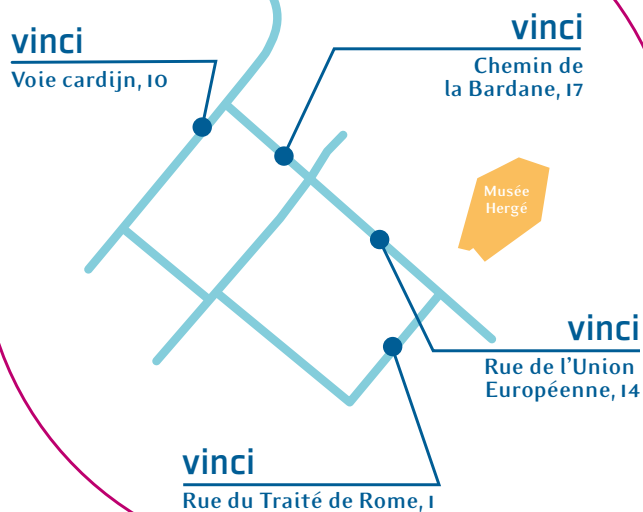 vinci
Voie cardijn, 10
vinci
Chemin de
la Bardane, 17
Musée
Hergé
vinci
Rue de l’Union
Européenne, 14
vinci
Rue du Traité de Rome, 1